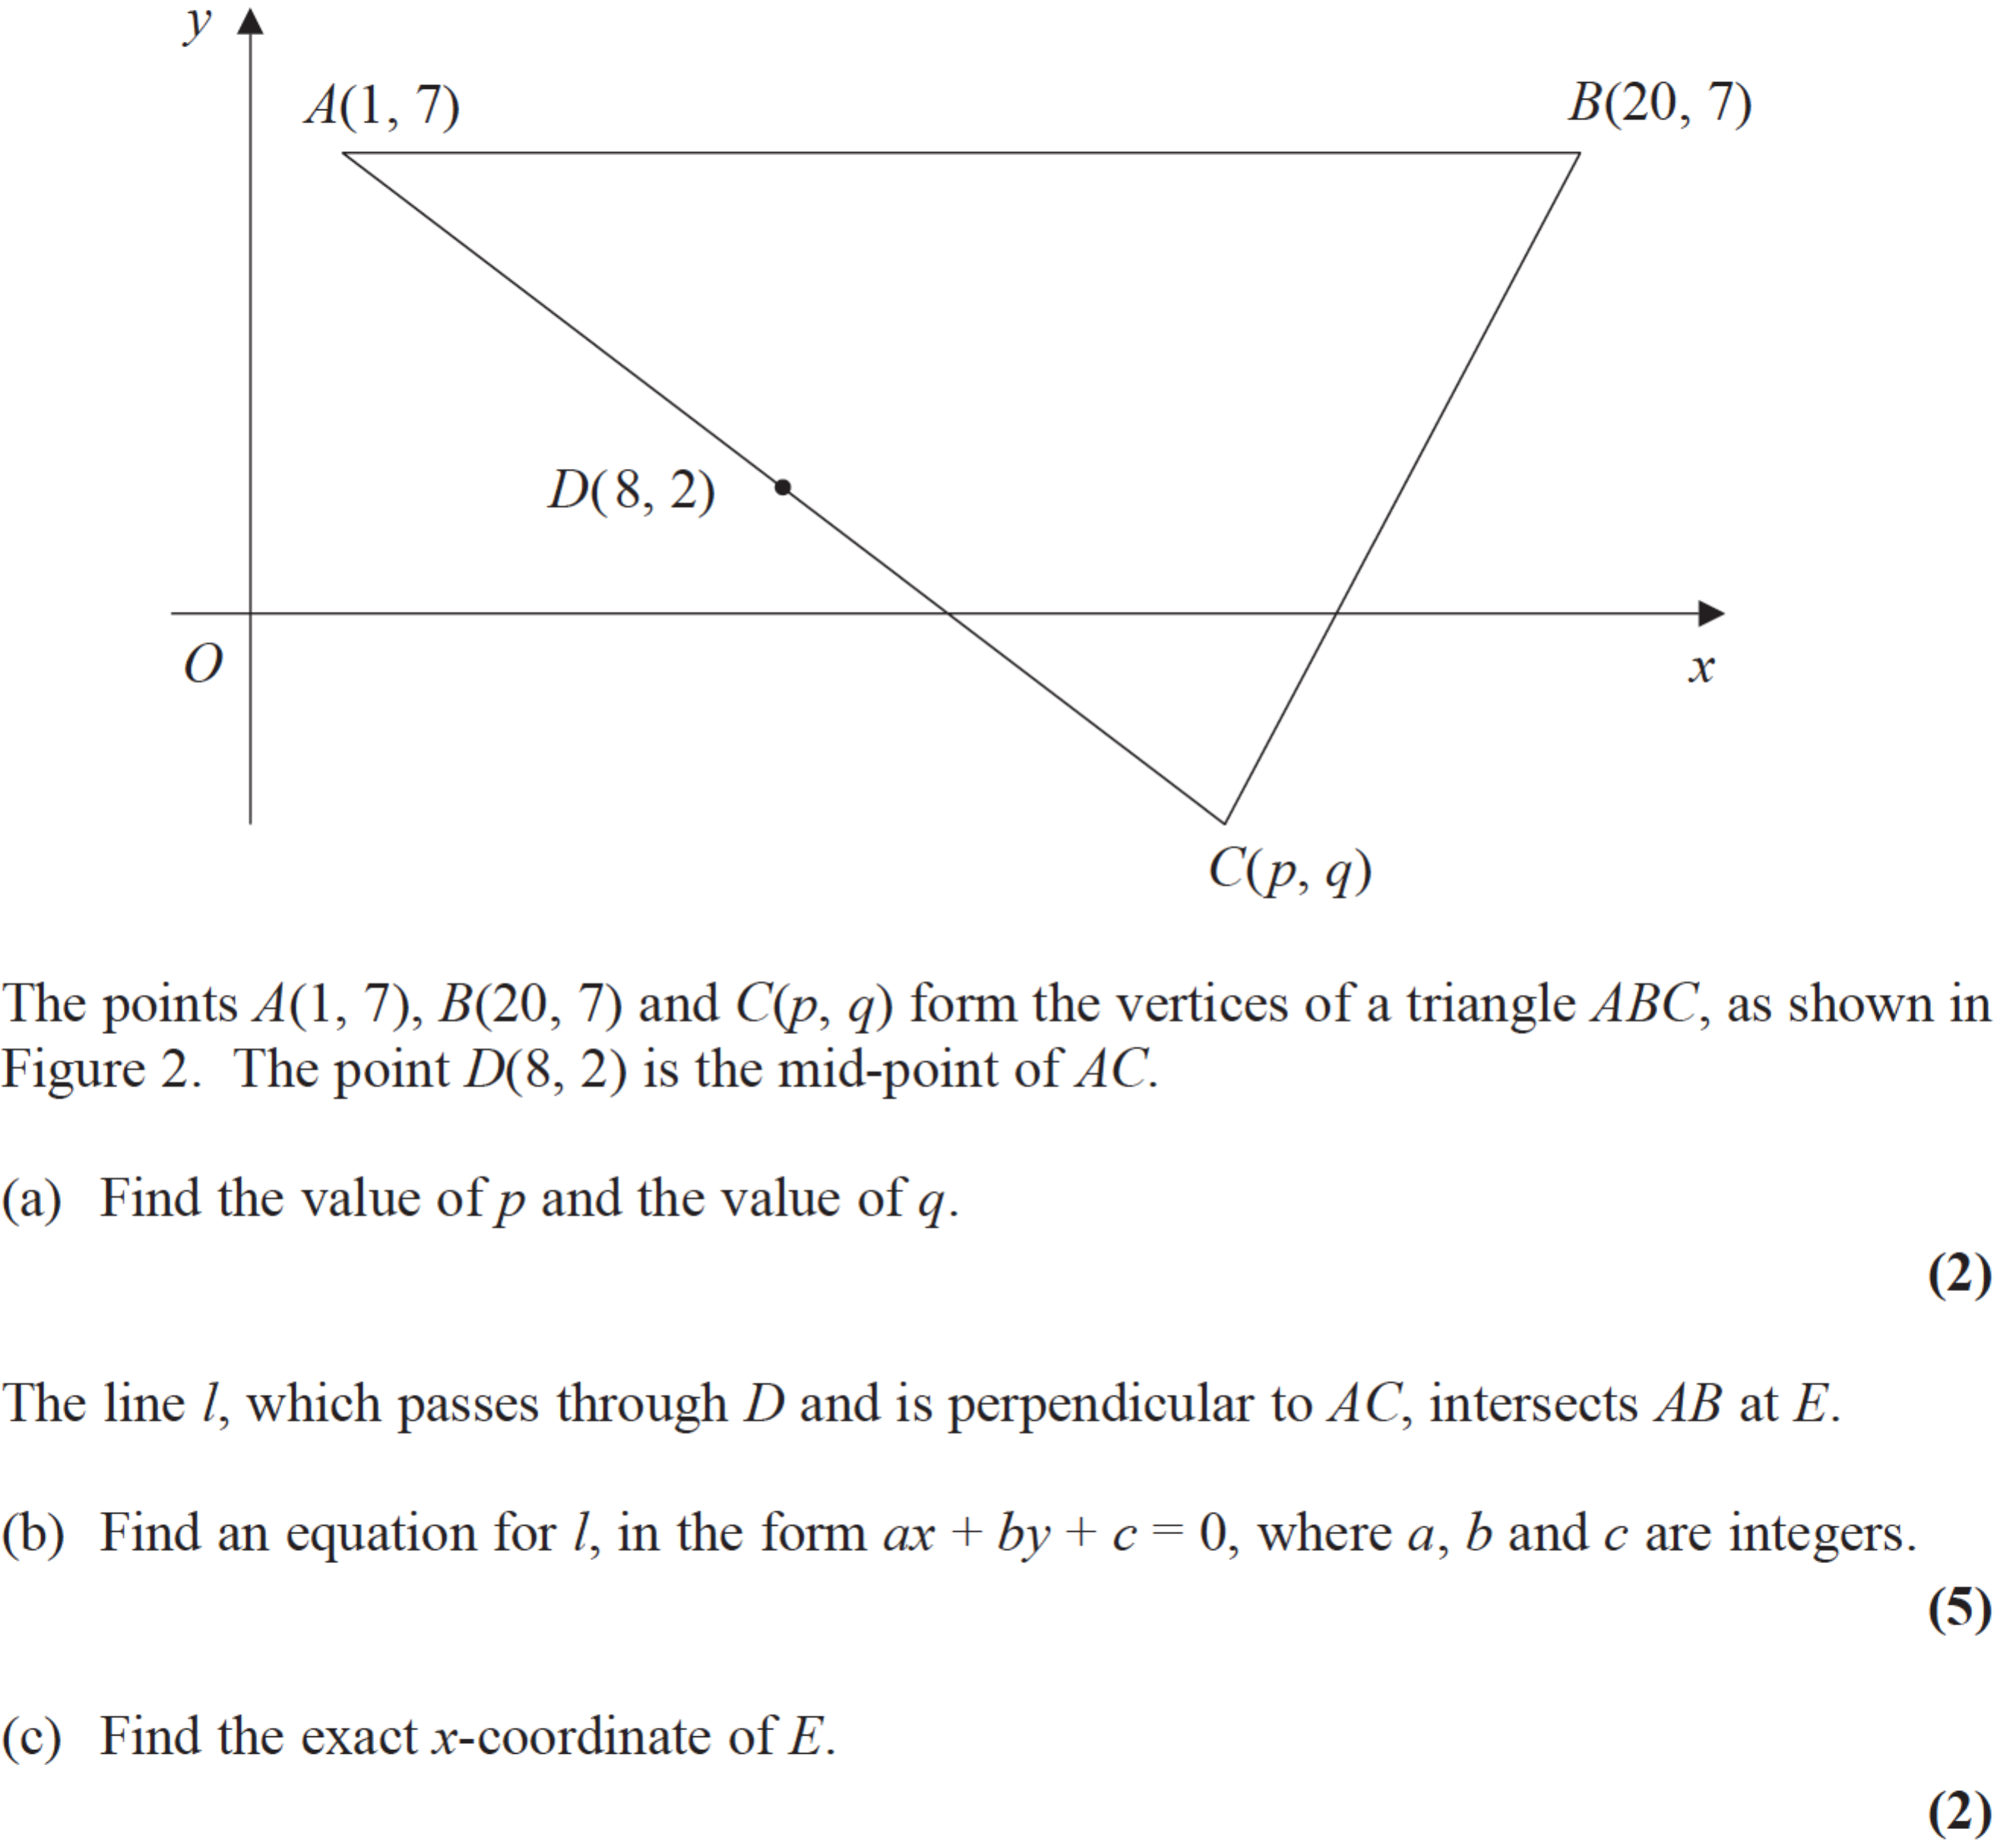 y
A(1, 7)
B(20, 7)
D(8, 2)
O
x
C(p, q)
The points A(1, 7), B(20, 7) and C(p, q) form the vertices of a triangle ABC, as shown in
Figure 2. The point D(8, 2) is the mid-point of AC.
(a) Find the value of p and the value of q.
(2)
The line l, which passes through D and is perpendicular to AC, intersects AB at E.
(b) Find an equation for l, in the form ax + by + c = 0, where a, b and c are integers.
(5)
(c) Find the exact x-coordinate of E.
(2)